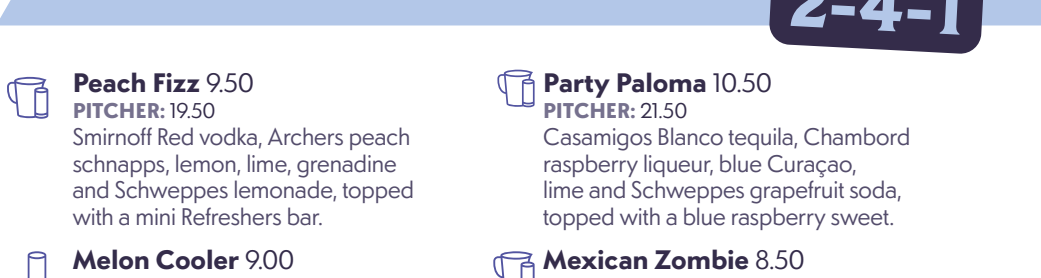 2-4-1
Peach Fizz 9.50
PITCHER: 19.50
Smirnoff Red vodka, Archers peach
schnapps, lemon, lime, grenadine
and Schweppes lemonade, topped
with a mini Refreshers bar.
Melon Cooler 9.00
Party Paloma 10.50
PITCHER: 21.50
Casamigos Blanco tequila, Chambord
raspberry liqueur, blue Curaçao,
lime and Schweppes grapefruit soda,
topped with a blue raspberry sweet.
Mexican Zombie 8.50